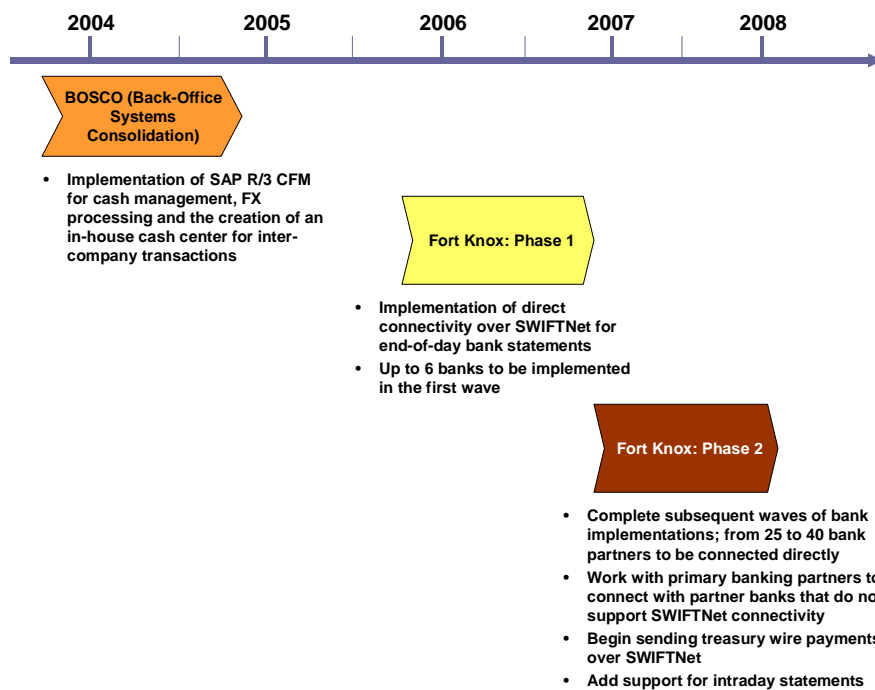 2004 2005 2006 2007 2008
BOSCO (Back-Office
Systems
Consolidation)
• Implementation of SAP R/3 CFM
for cash management, FX
processing and the creation of an
in-house cash center for inter-
company transactions
Fort Knox: Phase 1
• Implementation of direct
connectivity over SWIFTNet for
end-of-day bank statements
• Up to 6 banks to be implemented
in the first wave
Fort Knox: Phase 2
• Complete subsequent waves of bank
implementations; from 25 to 40 bank
partners to be connected directly
• Work with primary banking partners to
connect with partner banks that do no
support SWIFTNet connectivity
• Begin sending treasury wire payments
over SWIFTNet
• Add support for intraday statements